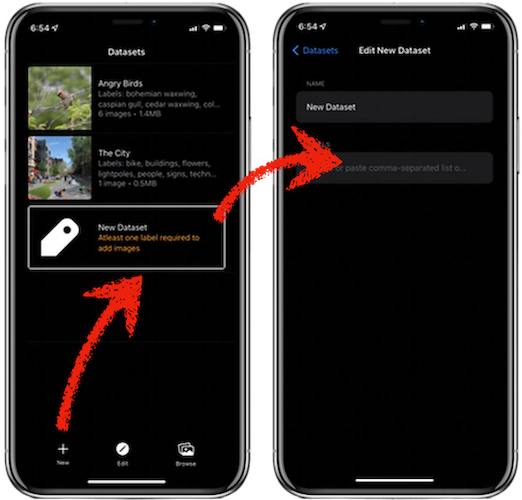 6:54
Datasets
Angry Birds
Labels: bohemian waxwing,
caspian gull, cedar waxwing, col...
6 images • 1.4MB
The City
Labels: bike, buildings, flowers,
lightpoles, people, signs, techn...
1 image • 0.5MB
New Dataset
Atleast one label required to
add images
New
Edit
Browse
6:54
Datasets
Edit New Dataset
NAME
New Dataset
or paste comma-separated list o...